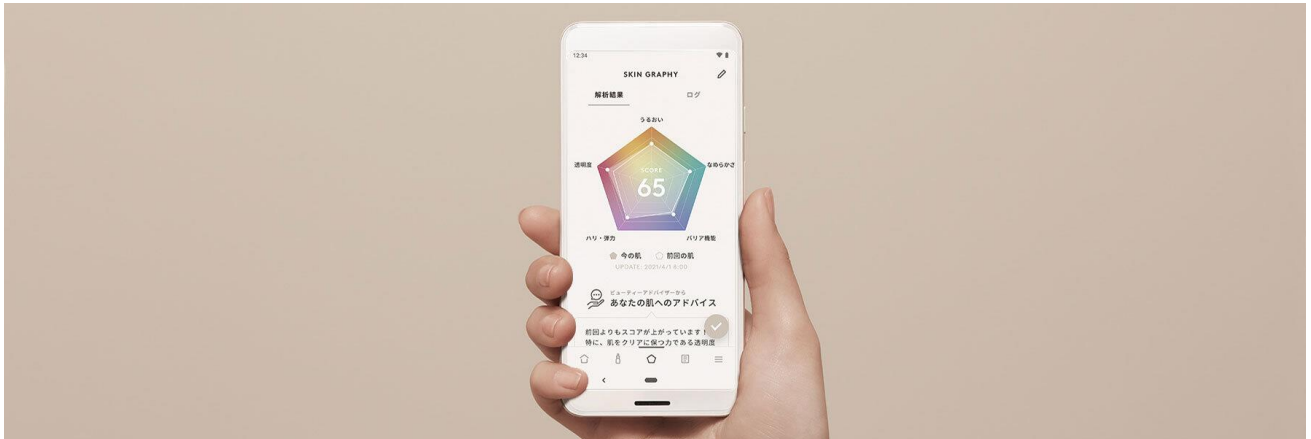 12:34
SKIN GRAPHY
解析結果
ログ
うるおい
透明度
なめらかさ
SCORE
65
ハリ・弾力
バリア機能
今の肌
前回の肌
UPDATE: 2021/4/1 6:00
ビューティーアドバイザーから
あなたの肌へのアドバイス
前回よりもスコアが上がっています!
特に、肌をクリアに保つ力である透明度